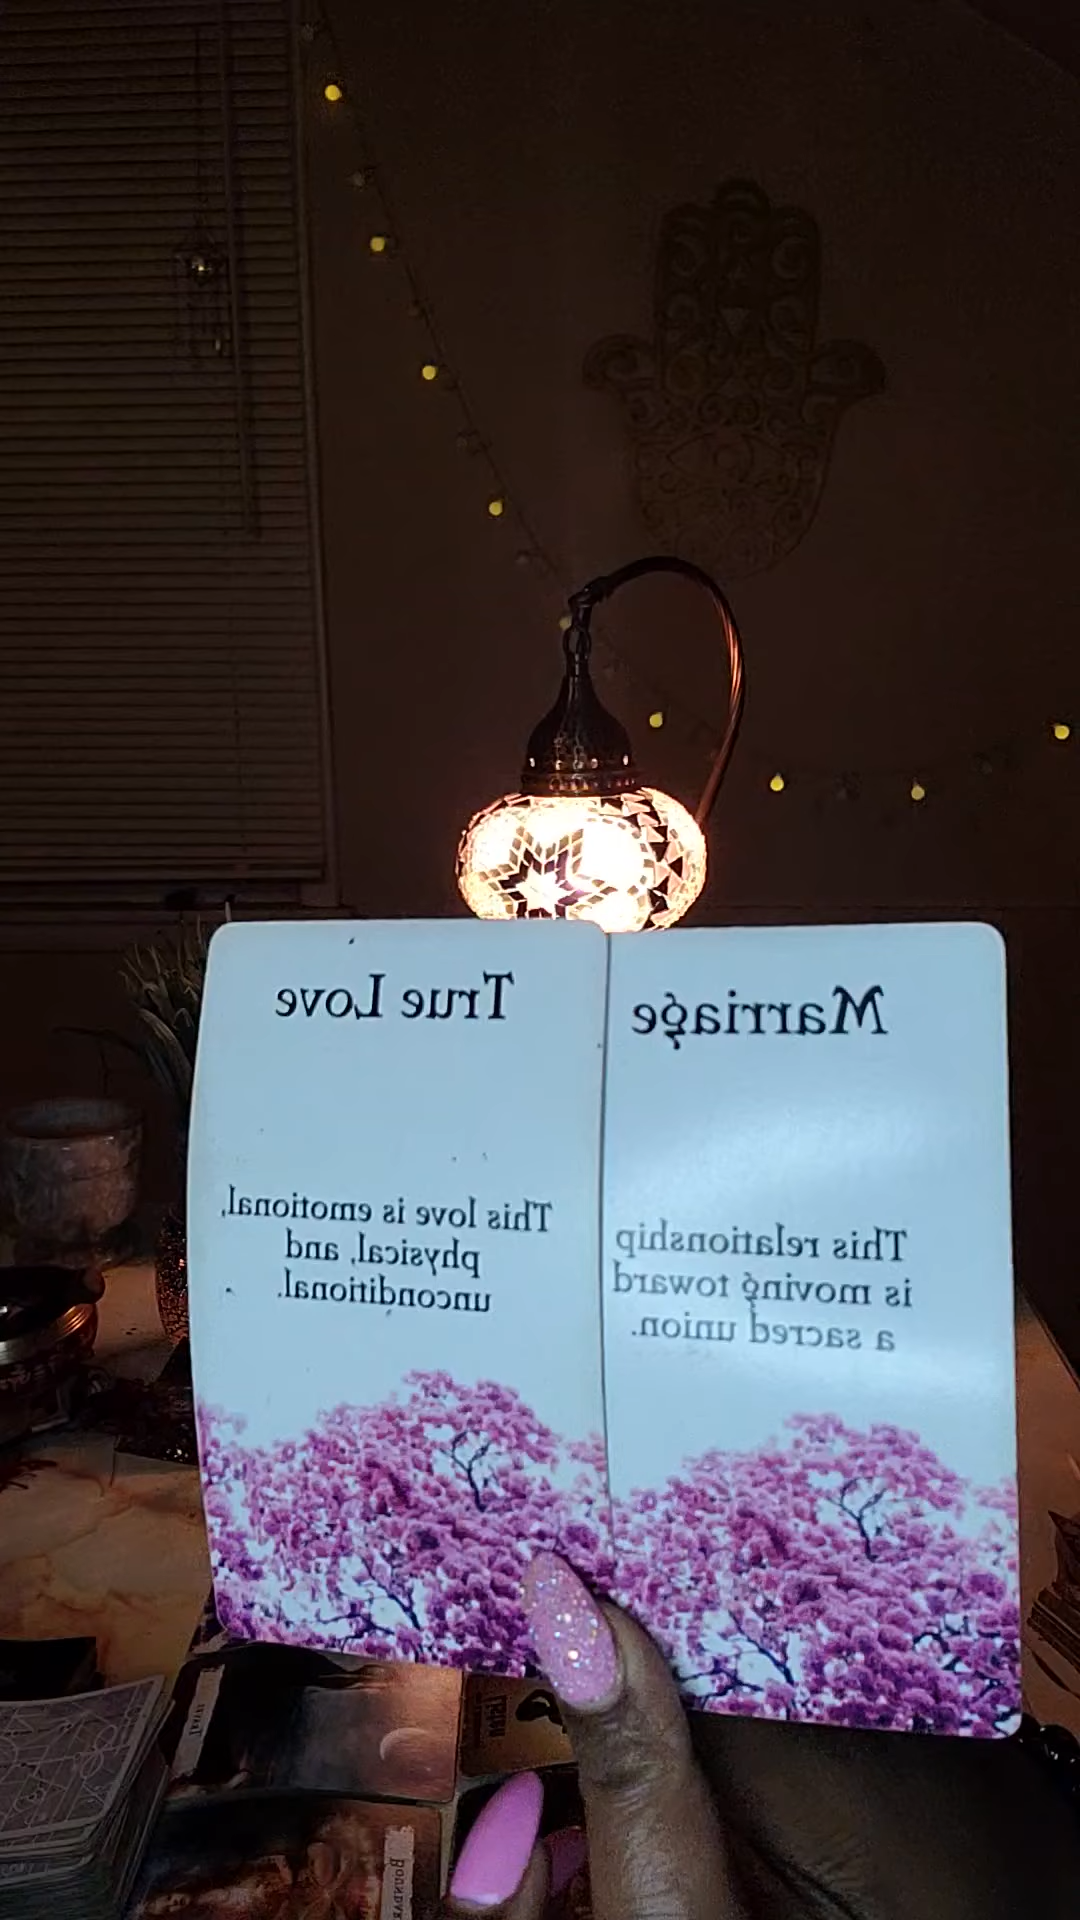 True Love
This love is emotional,
physical, and
unconditional.
Marriage
This relationship
is moving toward
a sacred union.